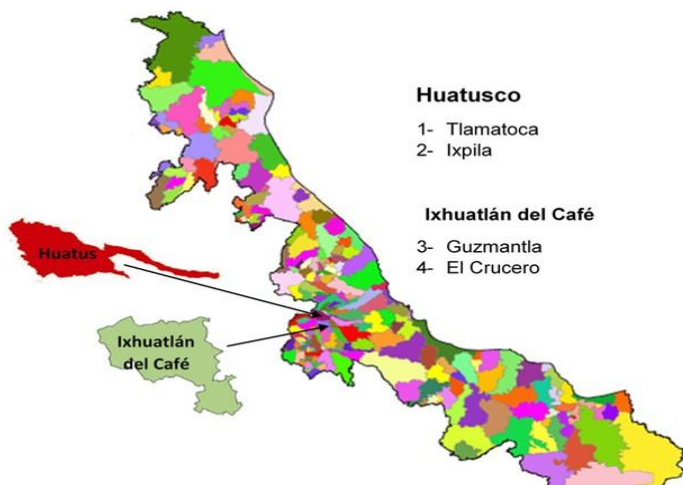 Huatusco
1- Tlamatoca
2- Ixpila
Ixhuatlán del Café
3- Guzmantla
4- El Crucero
Huatus
Ixhuatlán
del Café